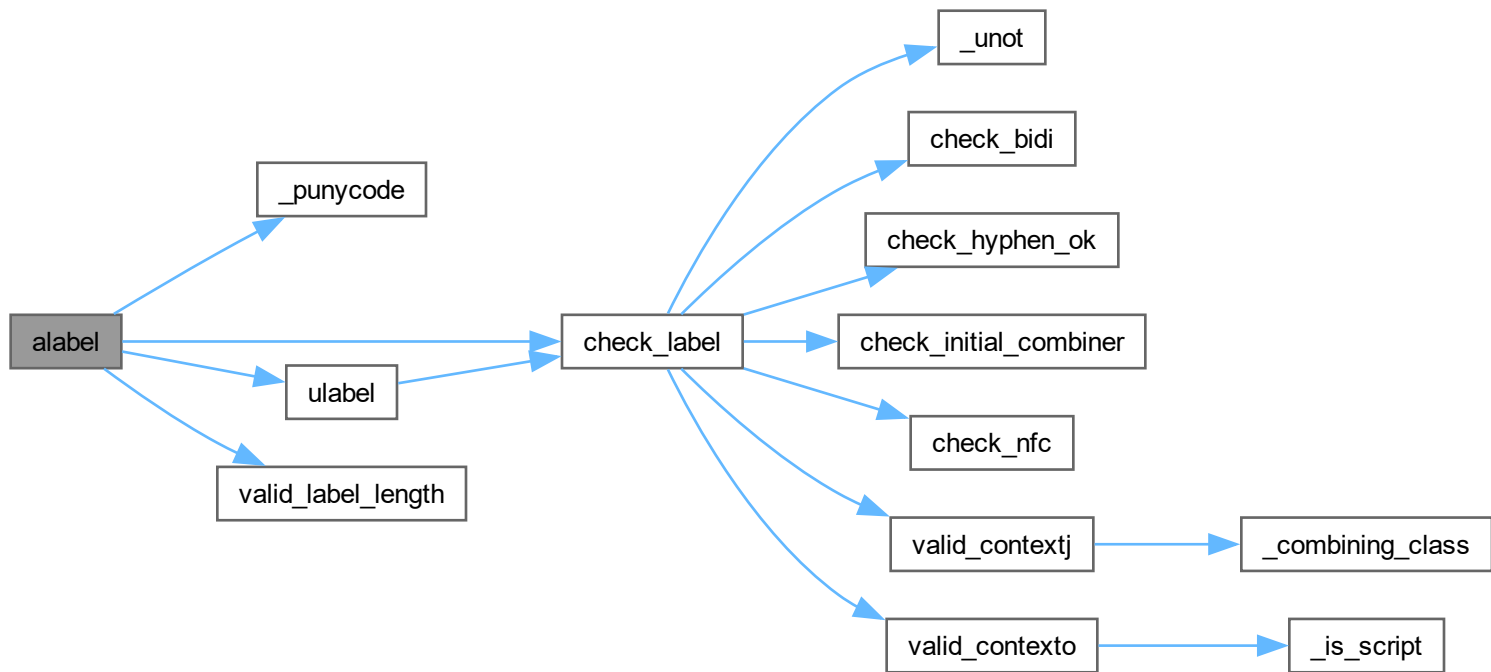 _unot
check_bidi
_punycode
check_hyphen_ok
alabel
check_label
check_initial_combiner
ulabel
check_nfc
valid_label_length
valid_contextj
_combining_class
valid_contexto
_is_script